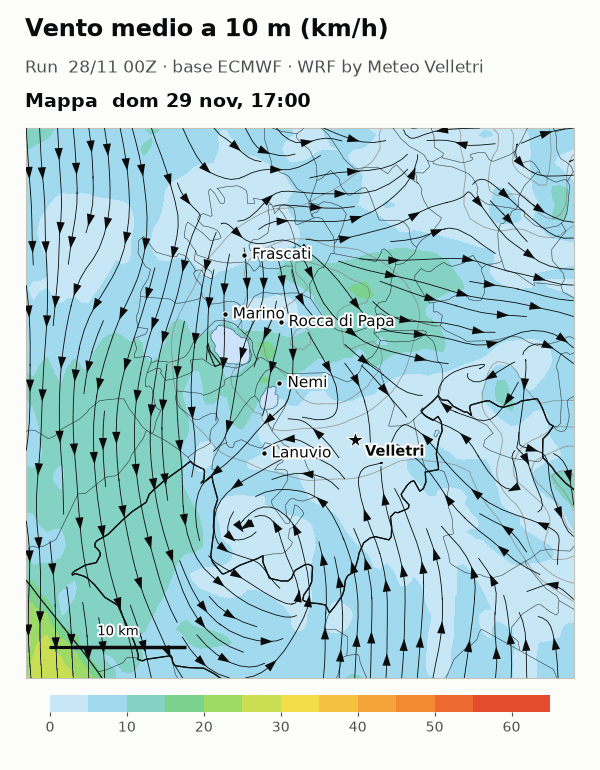 Vento medio a 10 m (km/h)
Run  28/11 00Z · base ECMWF · WRF by Meteo Velletri
Mappa  dom 29 nov, 17:00
Frascati
Marino
Rocca di Papa
Nemi
Lanuvio
Velletri
10 km
0 10 20 30 40 50 60